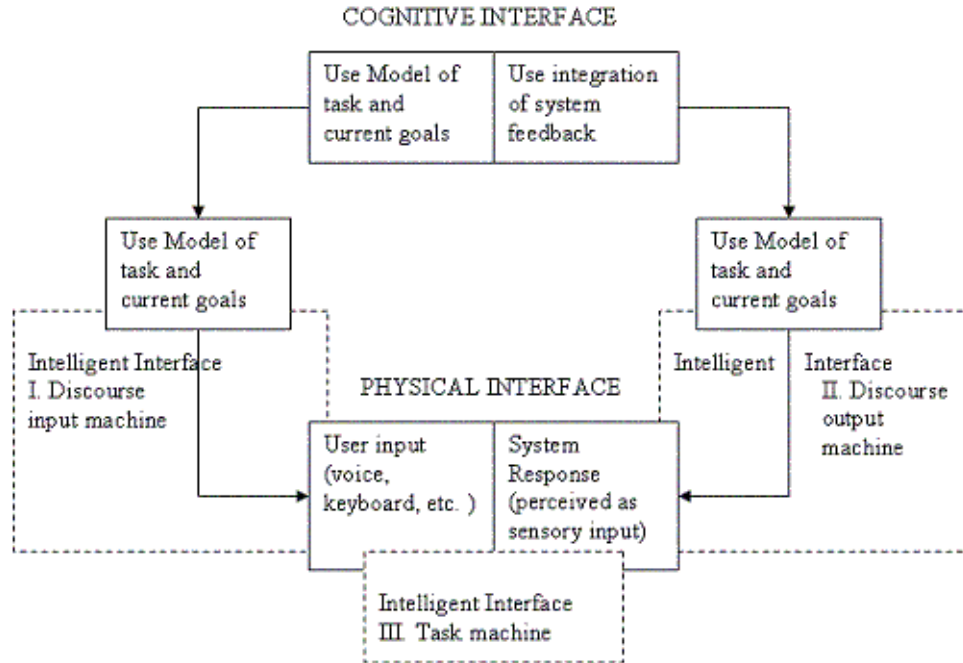 COGNITIVE INTERFACE
Use Model of
task and
current goals
Use integration
of system
feedback
Use Model of
task and
current goals
Use Model of
task and
current goals
Intelligent Interface
I. Discourse
input machine
Intelligent
Interface
II. Discourse
output
machine
PHYSICAL INTERFACE
User input
(voice,
keyboard, etc. )
System
Response
(perceived as
sensory input)
Intelligent Interface
III. Task machine